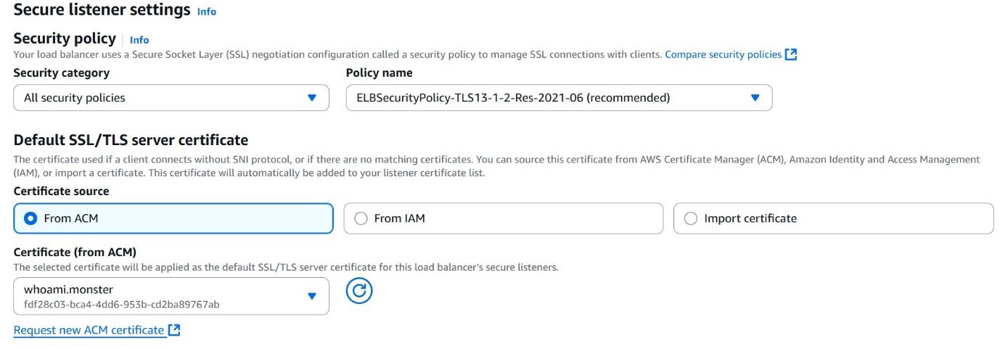 Secure listener settings Info
Security policy Info
Your load balancer uses a Secure Socket Layer (SSL) negotiation configuration called a security policy to manage SSL connections with clients. Compare security policies
Security category Policy name
All security policies ELBSecurityPolicy-TLS13-1-2-Res-2021-06 (recommended)
Default SSL/TLS server certificate
The certificate used if a client connects without SNI protocol, or if there are no matching certificates. You can source this certificate from AWS Certificate Manager (ACM), Amazon Identity and Access Management
(IAM), or import a certificate. This certificate will automatically be added to your listener certificate list.
Certificate source
From ACM From IAM Import certificate
Certificate (from ACM)
The selected certificate will be applied as the default SSL/TLS server certificate for this load balancer's secure listeners.
whoami.monster
fdf28c03-bca4-4dd6-953b-cd2ba89767ab
Request new ACM certificate